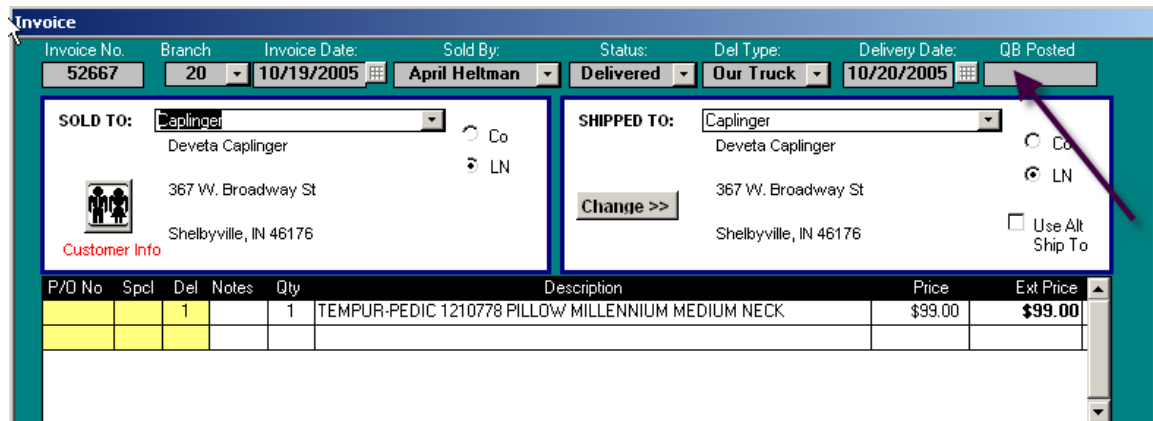 Invoice
Invoice No. Branch Invoice Date: Sold By: Status: Del Type: Delivery Date: QB Posted
52667 20 10/19/2005 April Heltman Delivered Our Truck 10/20/2005
SOLD TO: Caplinger Co
Deveta Caplinger
LN
367 W. Broadway St
Shelbyville, IN 46176
Customer Info
SHIPPED TO: Caplinger Co
Deveta Caplinger
LN
367 W. Broadway St
Change >>
Shelbyville, IN 46176
Use Alt
Ship To
P/O No Spcl Del Notes Qty Description Price Ext Price
1 1 TEMPUR-PEDIC 1210778 PILLOW MILLENNIUM MEDIUM NECK $99.00 $99.00